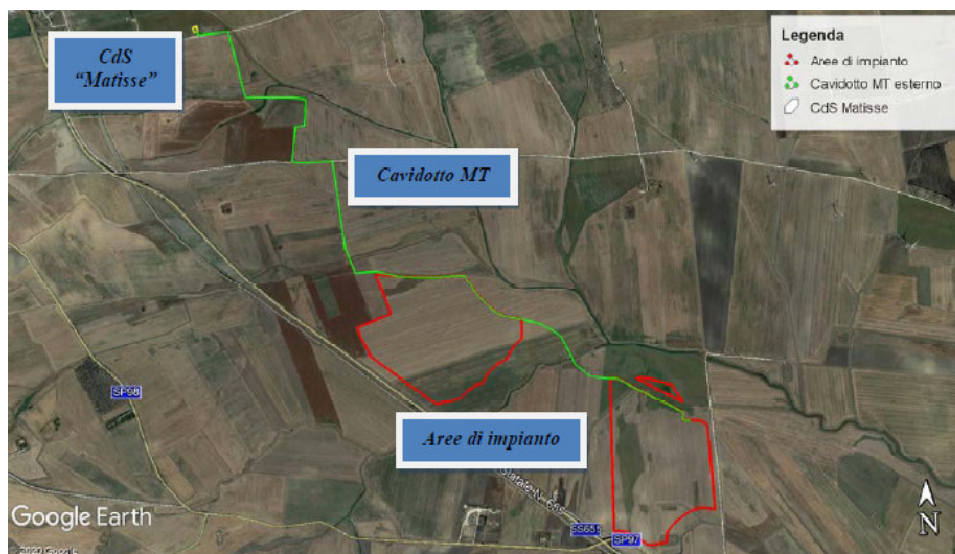 CdS
“Matisse”
Legenda
Aree di impianto
Cavidotto MT esterno
CdS Matisse
Cavidotto MT
SP98
Aree di impianto
Statale N.
SP97
Google Earth
N